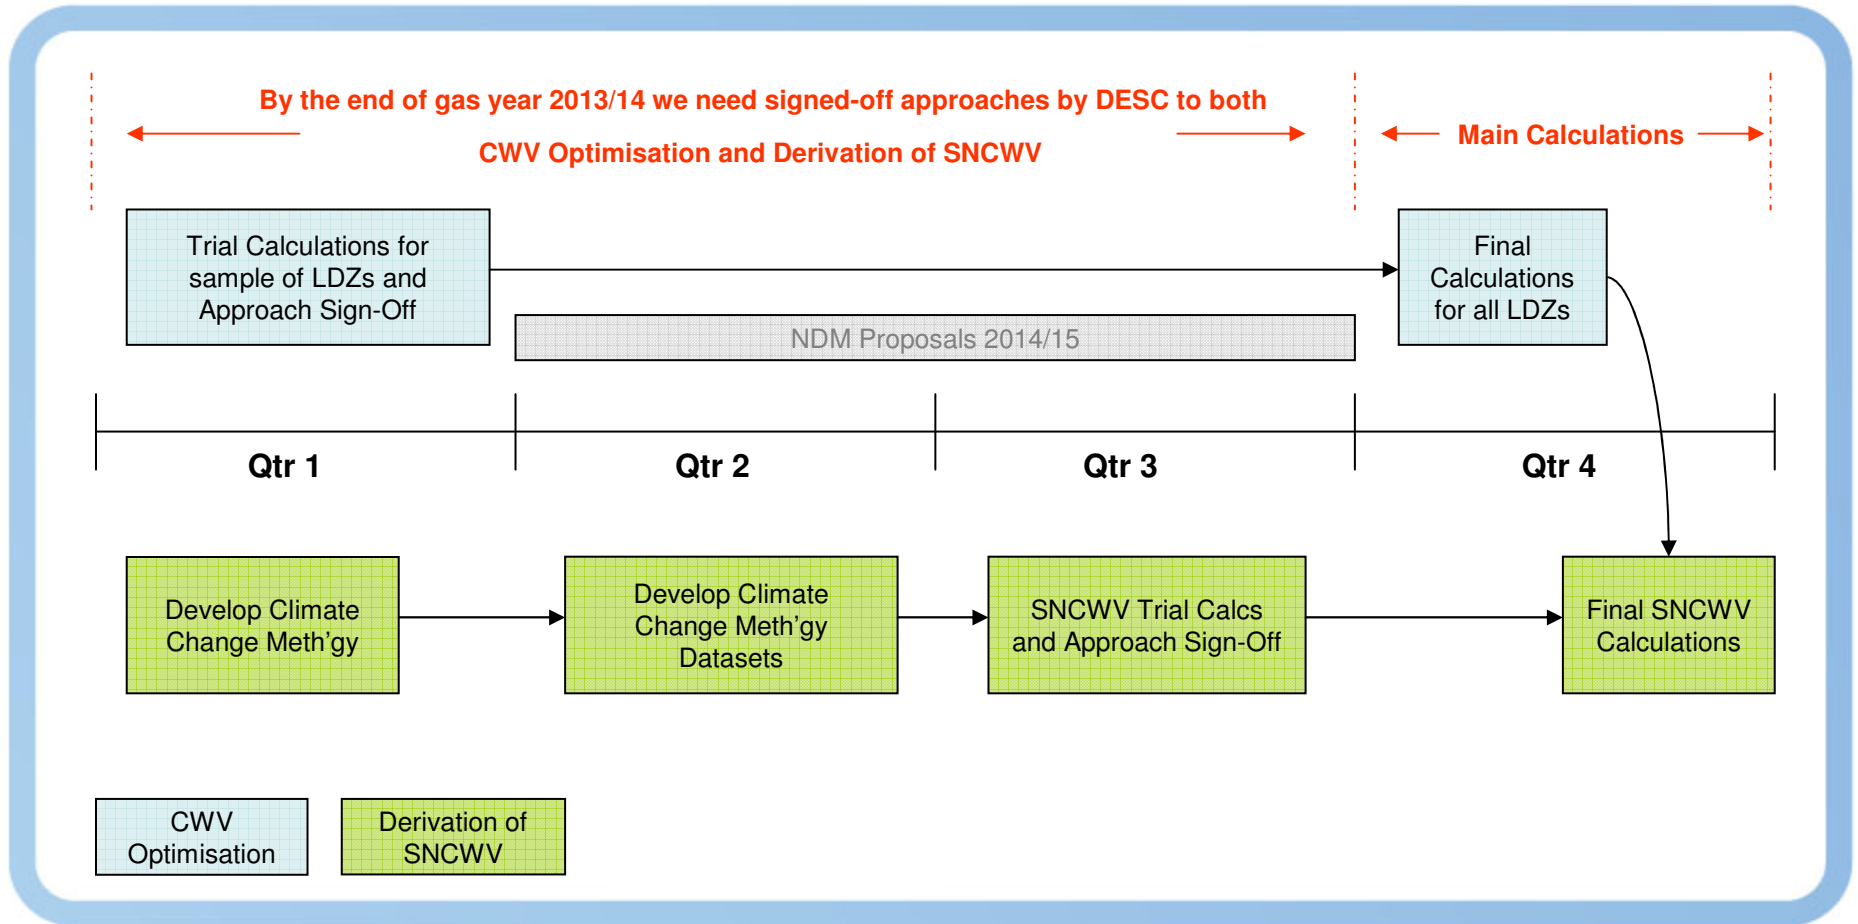 By the end of gas year 2013/14 we need signed-off approaches by DESC to both
CWV Optimisation and Derivation of SNCWV
Main Calculations
Trial Calculations for
sample of LDZs and
Approach Sign-Off
Final
Calculations
for all LDZs
NDM Proposals 2014/15
Qtr 1
Qtr 2
Qtr 3
Qtr 4
Develop Climate
Change Meth'gy
Develop Climate
Change Meth'gy
Datasets
SNCWV Trial Calcs
and Approach Sign-Off
Final SNCWV
Calculations
CWV
Optimisation
Derivation of
SNCWV